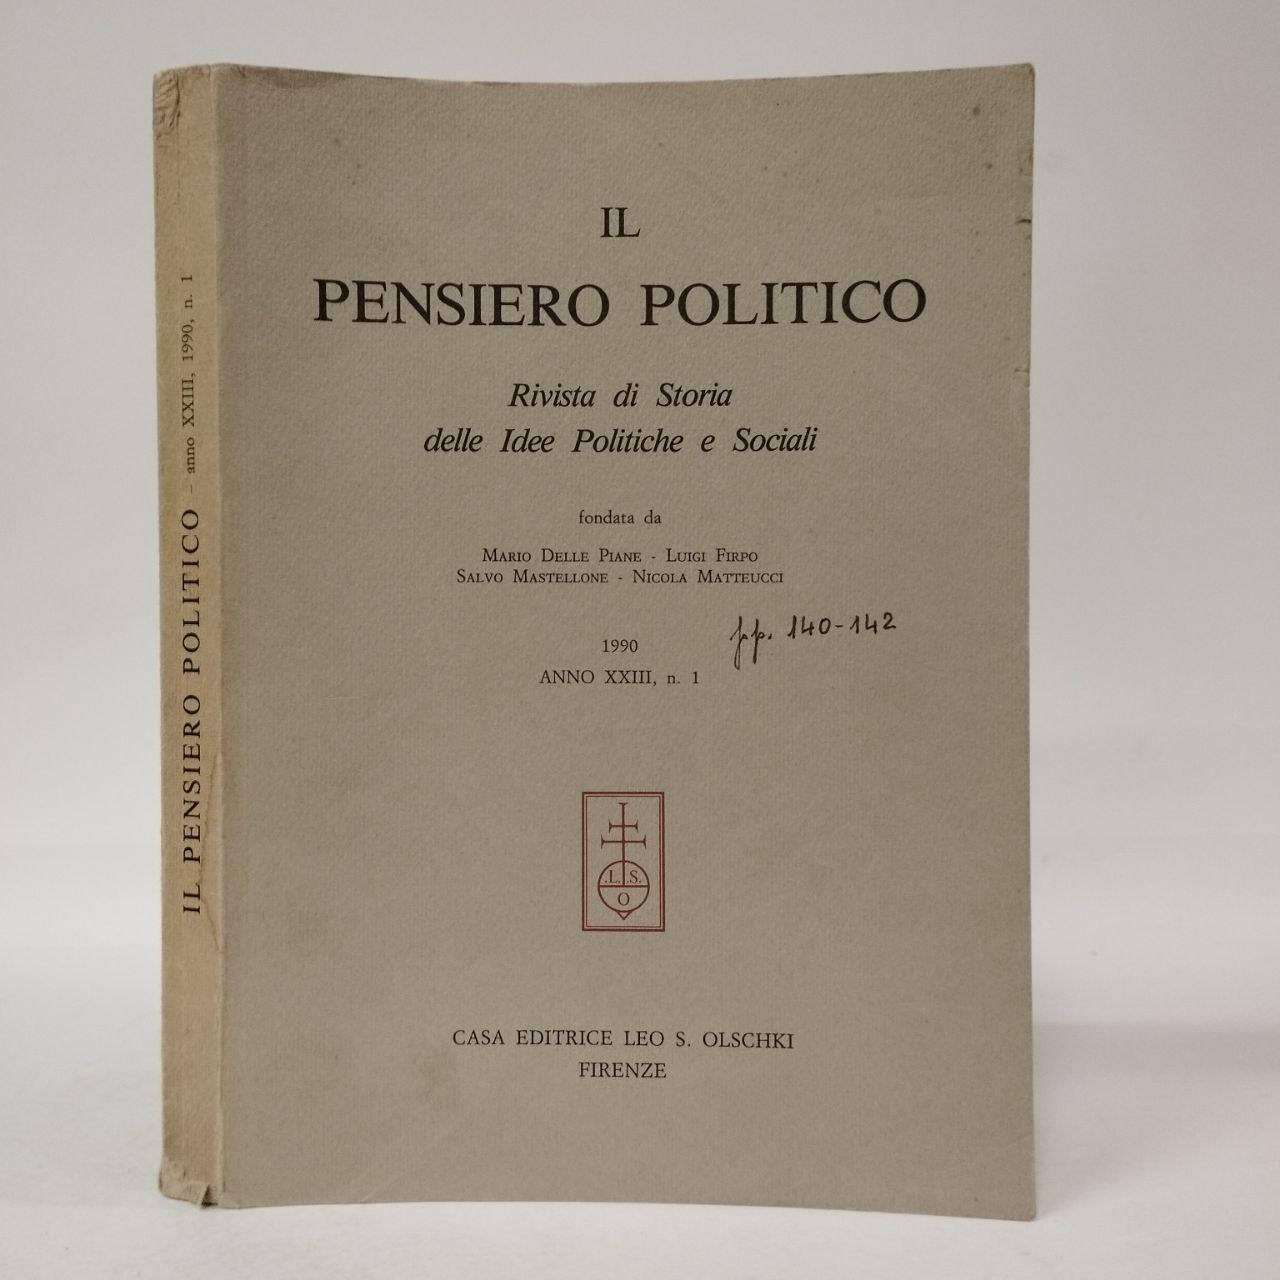 IL PENSIERO POLITICO – anno XXIII, 1990, n. 1
IL
PENSIERO POLITICO
Rivista di Storia
delle Idee Politiche e Sociali
fondata da
MARIO DELLE PIANE - LUIGI FIRPO
SALVO MASTELLONE - NICOLA MATTEUCCI
pp. 140-142
1990
ANNO XXIII, n. 1
.L. .S.
O
CASA EDITRICE LEO S. OLSCHKI
FIRENZE